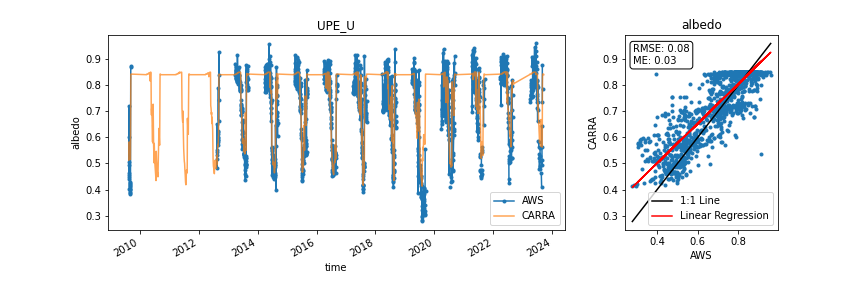 UPE_U
albedo
0.9
0.8
0.7
0.6
0.5
0.4
0.3
2010
2012
2014
2016
2018
2020
2022
2024
time
AWS
CARRA
albedo
RMSE: 0.08
ME: 0.03
CARRA
0.9
0.8
0.7
0.6
0.5
0.4
0.3
0.4
0.6
0.8
AWS
1:1 Line
Linear Regression